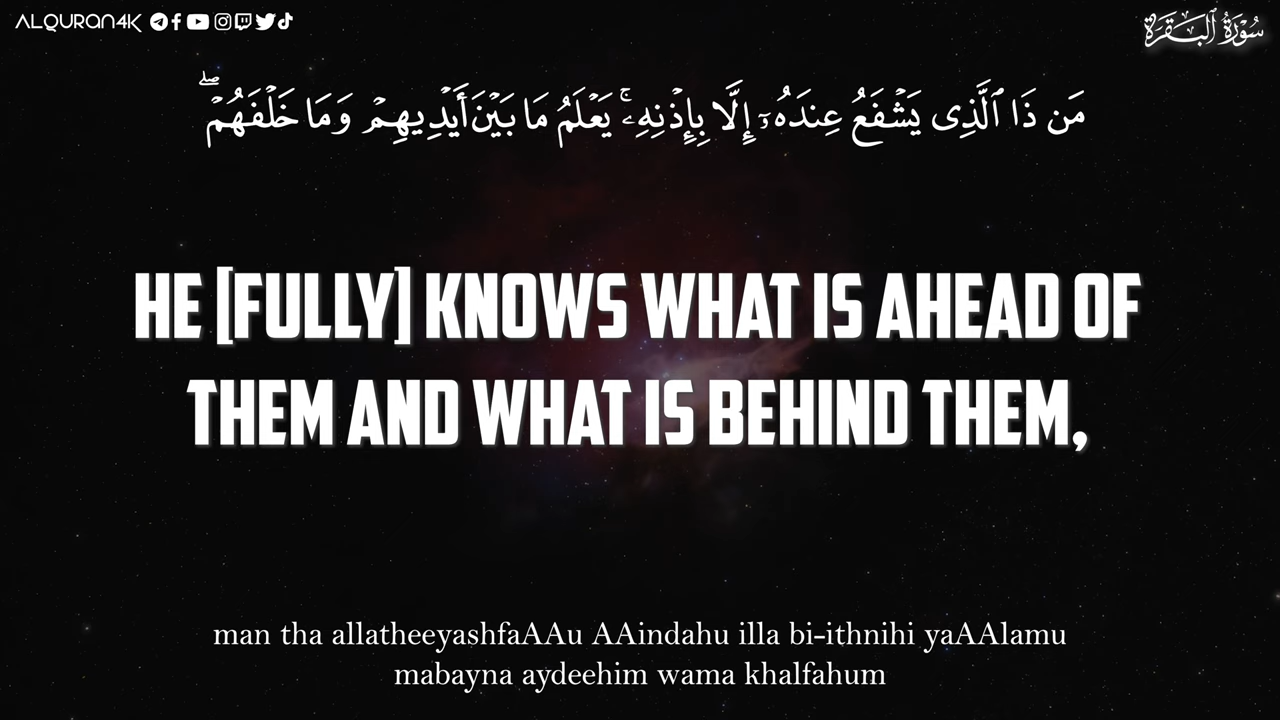 ALQURAN4K
سُورَةُ ٱلْبَقَرَةِ
مَن ذَا ٱلَّذِى يَشْفَعُ عِندَهُۥٓ إِلَّا بِإِذْنِهِۦ ۚ يَعْلَمُ مَا بَيْنَ أَيْدِيهِمْ وَمَا خَلْفَهُمْ ۖ
HE [FULLY] KNOWS WHAT IS AHEAD OF
THEM AND WHAT IS BEHIND THEM,
man tha allatheeyashfaAAu AAindahu illa bi-ithnihi yaAAlamu
mabayna aydeehim wama khalfahum